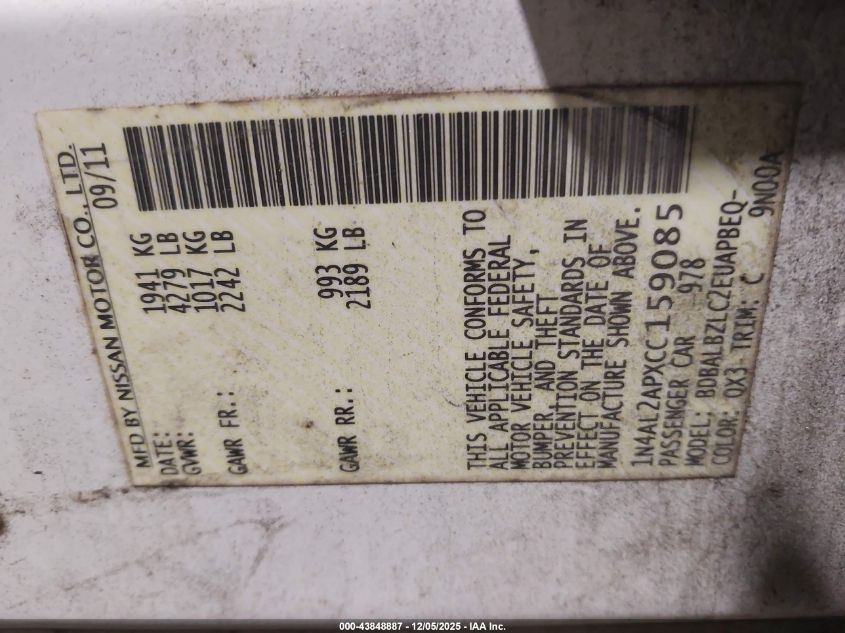 MFD BY NISSAN MOTOR CO., LTD.
DATE: 09/11
GVWR: 1941 KG
4279 LB
GAWR FR.: 1017 KG
2242 LB
GAWR RR.: 993 KG
2189 LB
THIS VEHICLE CONFORMS TO
ALL APPLICABLE FEDERAL
MOTOR VEHICLE SAFETY,
BUMPER, AND THEFT
PREVENTION STANDARDS IN
EFFECT ON THE DATE OF
MANUFACTURE SHOWN ABOVE.
1N4AL2APXCC159085
PASSENGER CAR 978
MODEL: BDBALBZLC2EUAPBEQ-
COLOR: QX3 TRIM: C 9N00A
000-43848887 - 12/05/2025 - IAA Inc.